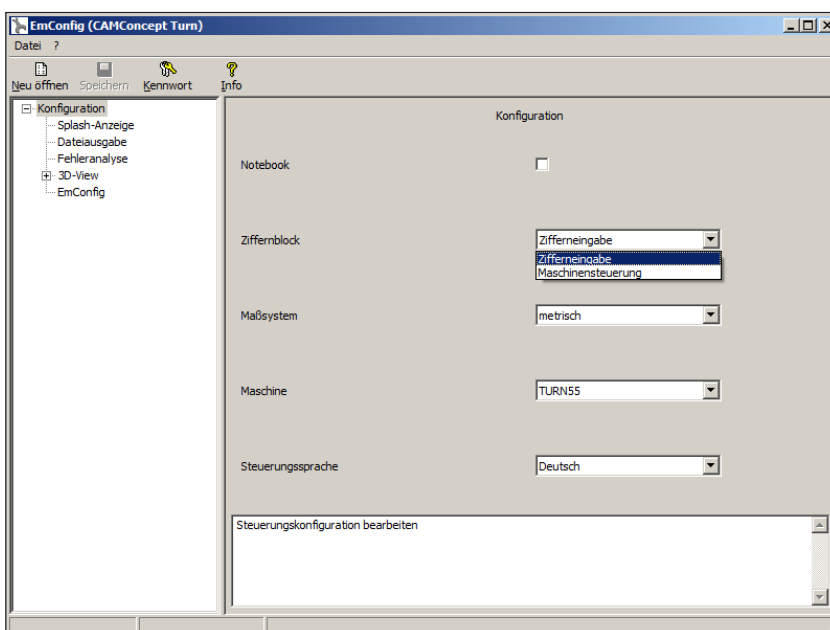 EmConfig (CAMConcept Turn)
Datei ?
Neu öffnen Speichern Kennwort Info
Konfiguration
Splash-Anzeige
Dateiausgabe
Fehleranalyse
3D-View
EmConfig
Konfiguration
Notebook
Ziffernblock Zifferneingabe
Zifferneingabe
Maschinensteuerung
Maßsystem metrisch
Maschine TURN55
Steuerungssprache Deutsch
Steuerungskonfiguration bearbeiten